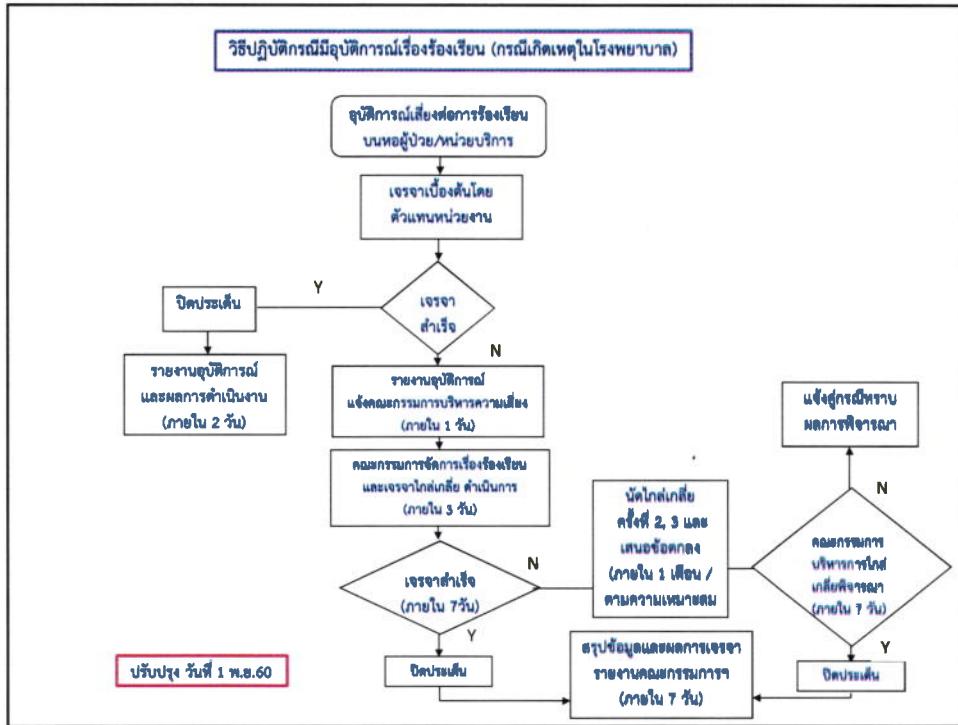 วิธีปฏิบัติกรณีมีอุบัติการณ์เรื่องร้องเรียน (กรณีเกิดเหตุในโรงพยาบาล)
อุบัติการณ์เสี่ยงต่อการร้องเรียน
บนหอผู้ป่วย/หน่วยบริการ
เจรจาเบื้องต้นโดย
ตัวแทนหน่วยงาน
เจรจา
สำเร็จ
Y
ปิดประเด็น
รายงานอุบัติการณ์
และผลการดำเนินงาน
(ภายใน 2 วัน)
N
รายงานอุบัติการณ์
แจ้งคณะกรรมการบริหารความเสี่ยง
(ภายใน 1 วัน)
คณะกรรมการจัดการเรื่องร้องเรียน
และเจรจาไกล่เกลี่ย ดำเนินการ
(ภายใน 3 วัน)
เจรจาสำเร็จ
(ภายใน 7วัน)
N
นัดไกล่เกลี่ย
ครั้งที่ 2, 3 และ
เสนอข้อตกลง
(ภายใน 1 เดือน /
ตามความเหมาะสม
คณะกรรมการ
บริหารการไกล่
เกลี่ยพิจารณา
(ภายใน 7 วัน)
N
แจ้งคู่กรณีทราบ
ผลการพิจารณา
Y
ปิดประเด็น
Y
ปิดประเด็น
สรุปข้อมูลและผลการเจรจา
รายงานคณะกรรมการฯ
(ภายใน 7 วัน)
ปรับปรุง วันที่ 1 พ.ย.60